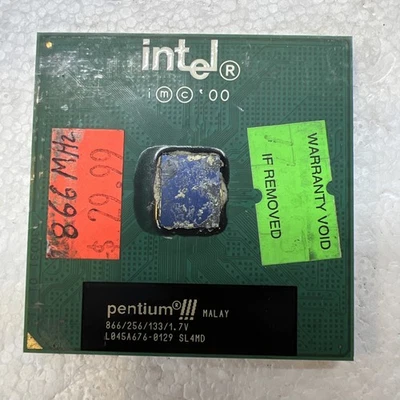 intel®
i ⓜ ⓒ '00
866 MHz
$ 29.99
WARRANTY VOID
IF REMOVED
pentium® !!! MALAY
866/256/133/1.7V
L045A676-0129 SL4MD